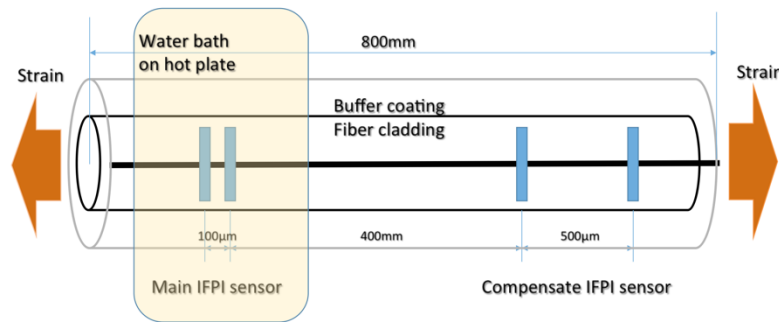 Water bath
on hot plate
800mm
Strain
Strain
Buffer coating
Fiber cladding
100μm
400mm
500μm
Main IFPI sensor
Compensate IFPI sensor